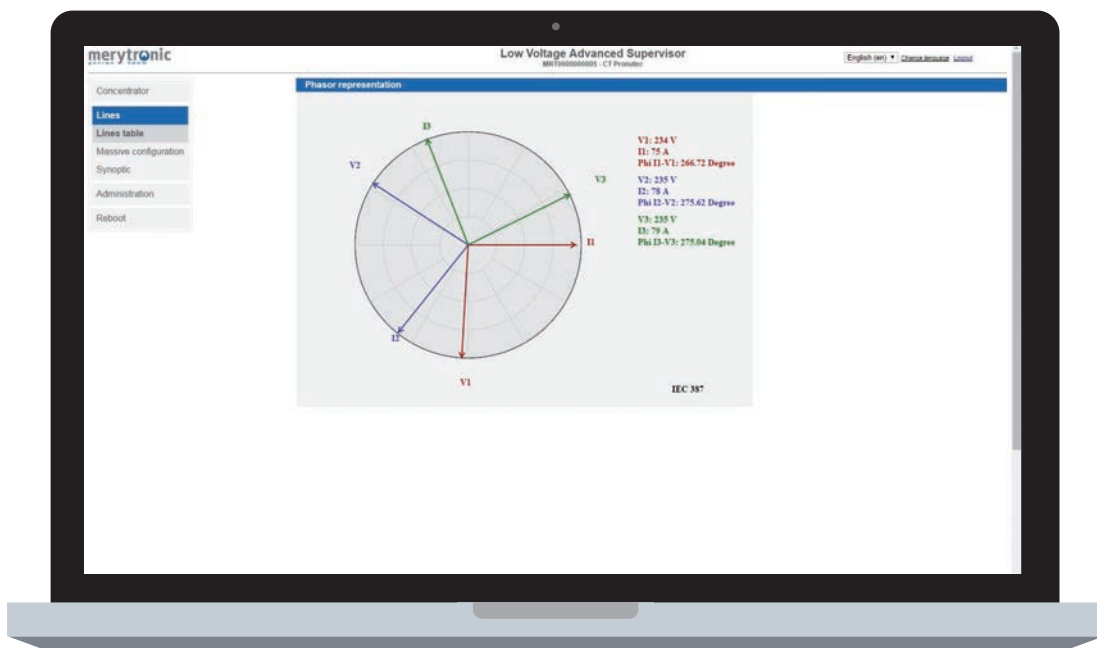 merytronic
Low Voltage Advanced Supervisor
English (en)
Change language
Logout
Concentrator
Lines
Lines table
Massive configuration
Synoptic
Administration
Reboot
Phasor representation
I3
V2
V3
I1
I2
V1
V1: 234 V
I1: 75 A
Phi I1-V1: 266.72 Degree
V2: 235 V
I2: 78 A
Phi I2-V2: 275.62 Degree
V3: 235 V
I3: 79 A
Phi I3-V3: 275.04 Degree
IEC 387